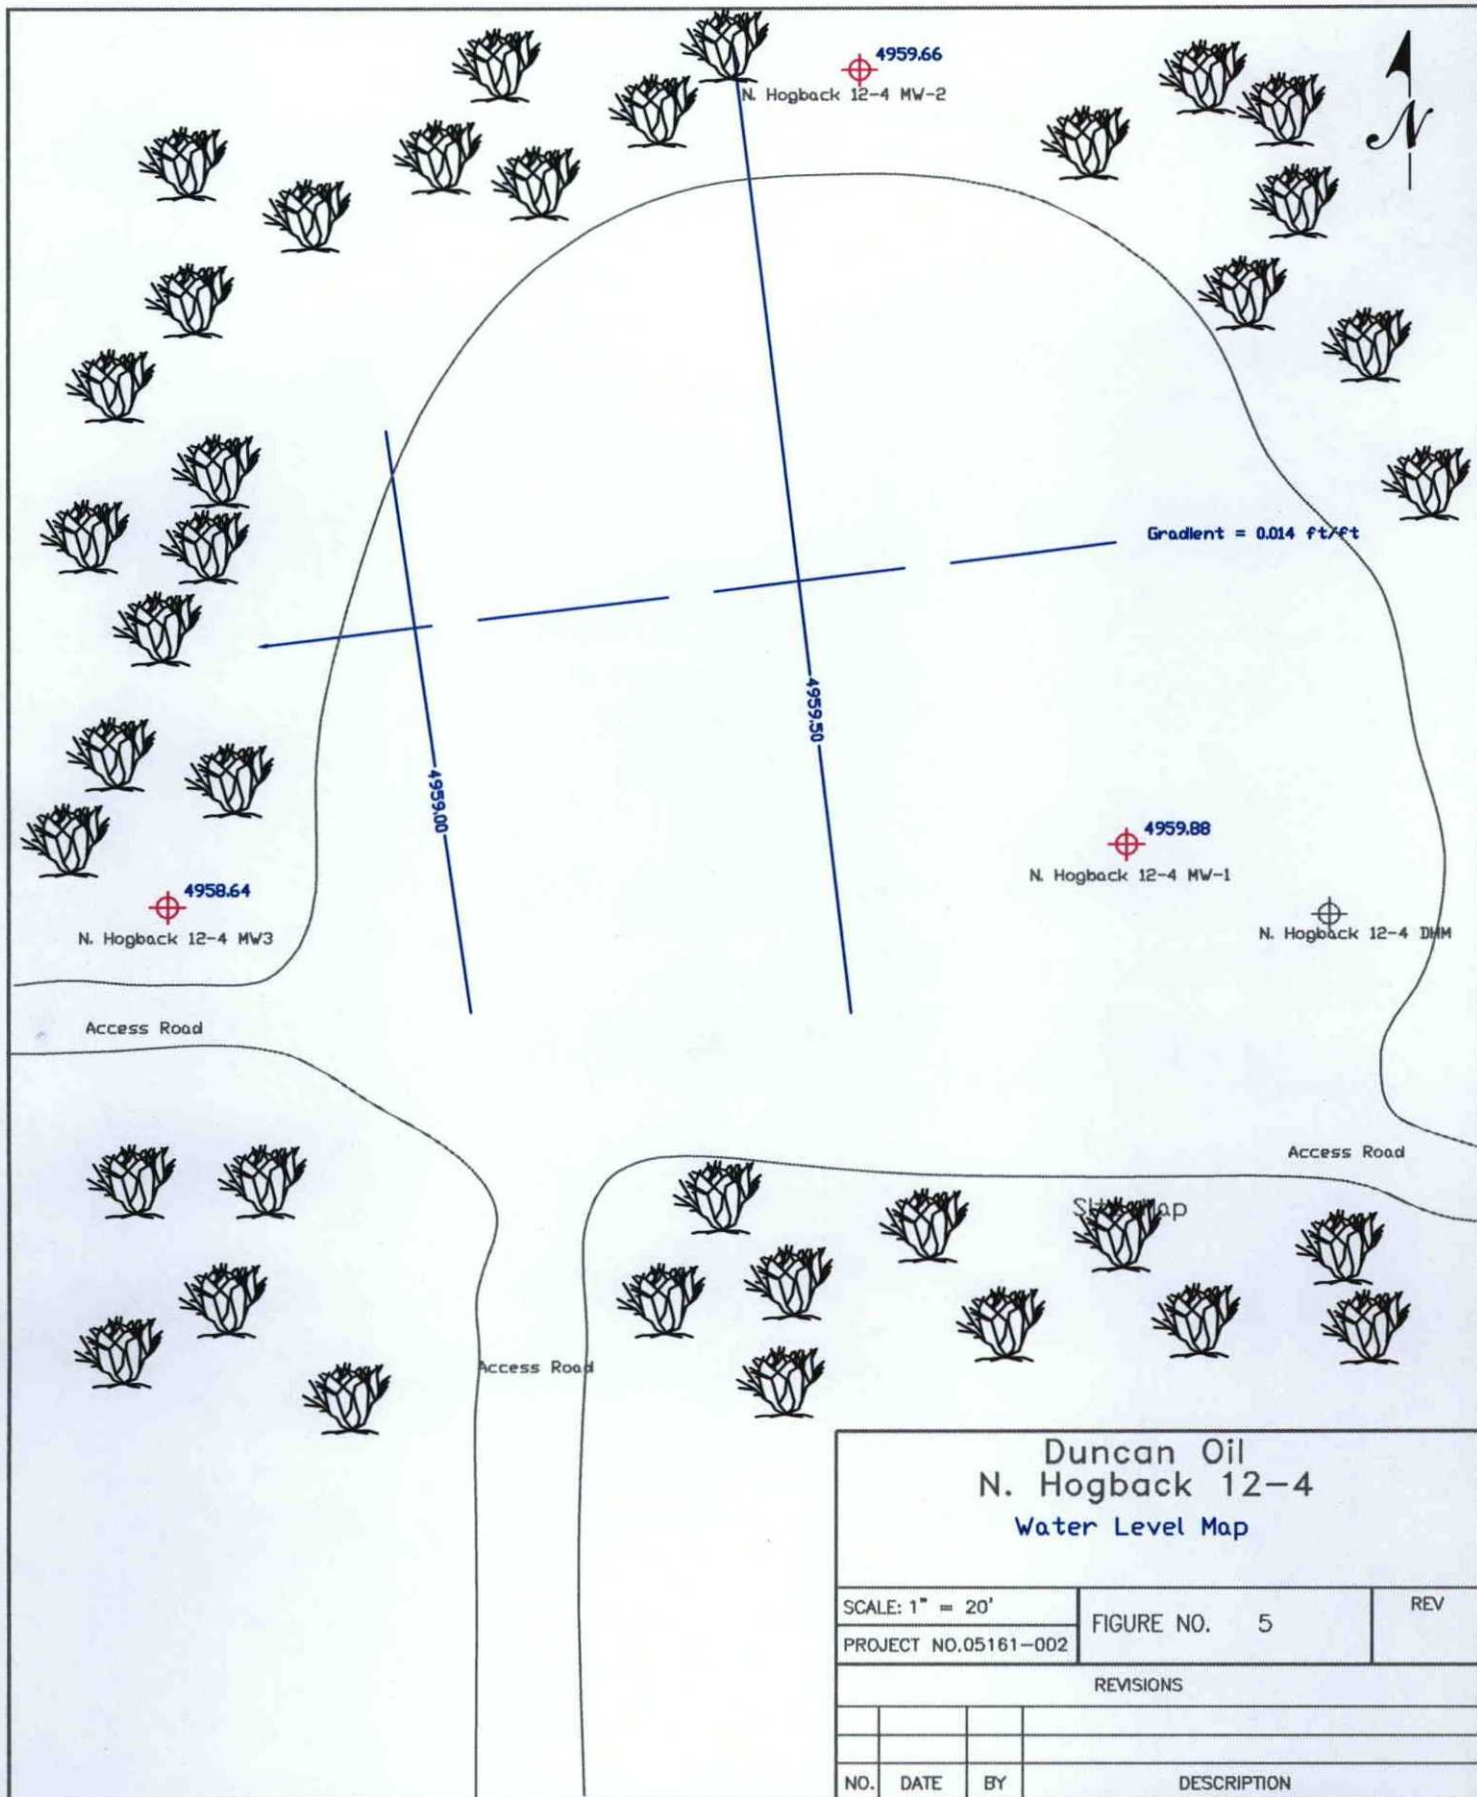 4959.66
N. Hogback 12-4 MW-2
N
Gradient = 0.014 ft/ft
4959.50
4959.00
4959.88
N. Hogback 12-4 MW-1
4958.64
N. Hogback 12-4 MW3
N. Hogback 12-4 DHM
Access Road
Access Road
Site Map
Access Road
Duncan Oil
N. Hogback 12-4
Water Level Map
SCALE: 1" = 20'
FIGURE NO. 5
REV
PROJECT NO.05161-002
REVISIONS
NO. DATE BY DESCRIPTION